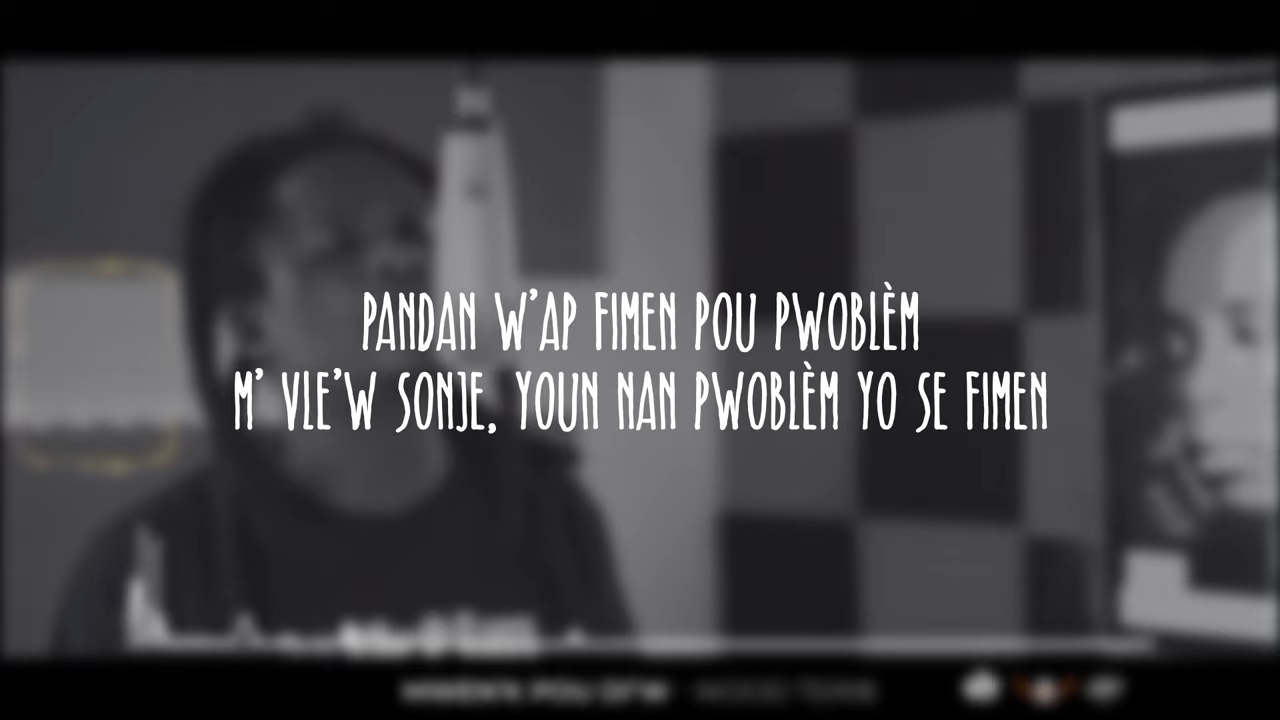 PANDAN W'AP FIMEN POU PWOBLÈM
M' VLE'W SONJE, YOUN NAN PWOBLÈM YO SE FIMEN